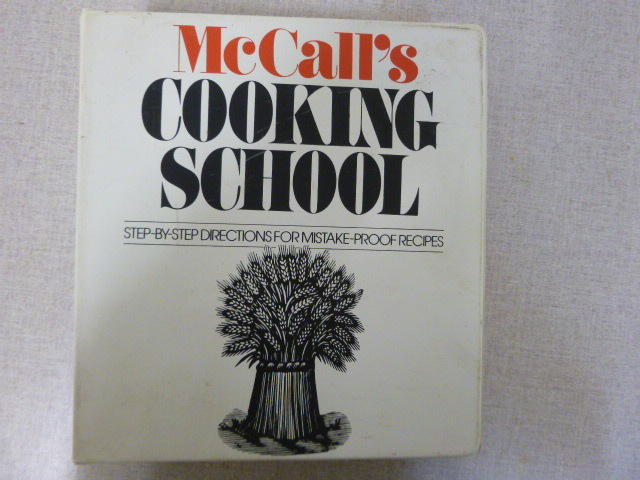 McCall's
COOKING
SCHOOL
STEP-BY-STEP DIRECTIONS FOR MISTAKE-PROOF RECIPES